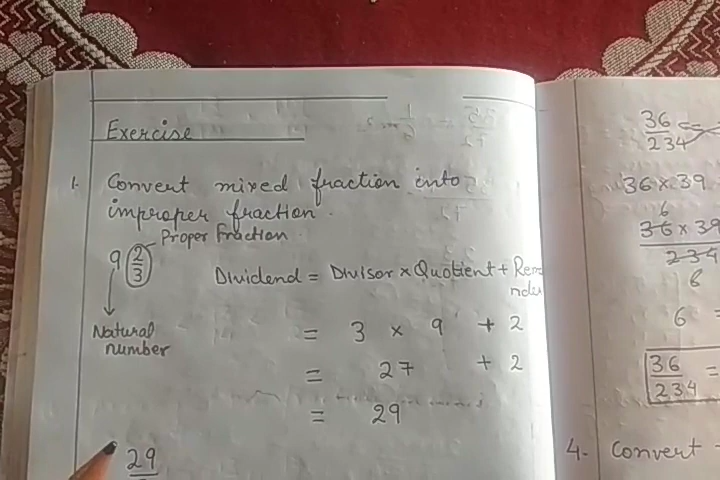 Exercise
1. Convert mixed fraction into
improper fraction.
Proper Fraction.
9 2/3
Natural
number
Dividend = Divisor × Quotient + Remai
nder
= 3 × 9 + 2
= 27 + 2
= 29
29
36/234
36 × 39
6
36 × 39
234
6
6 =
36/234 =
4. Convert